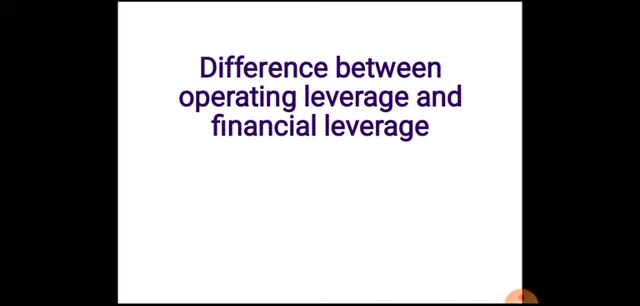 Difference between
operating leverage and
financial leverage